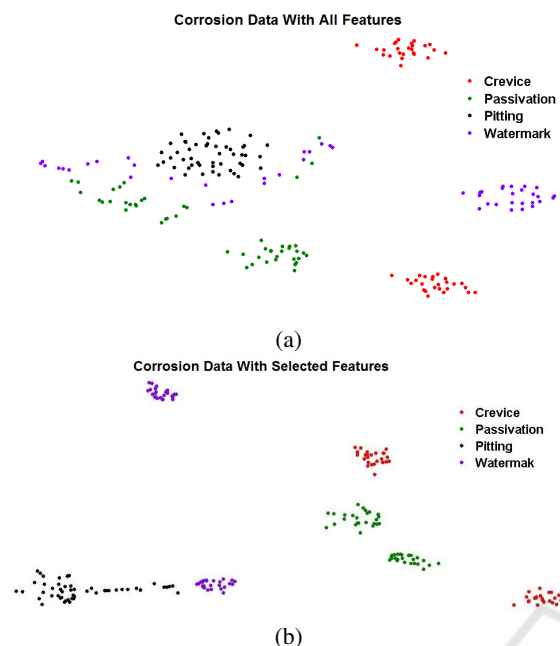 Corrosion Data With All Features
Crevice
Passivation
Pitting
Watermark
(a)
Corrosion Data With Selected Features
Crevice
Passivation
Pitting
Watermak
(b)